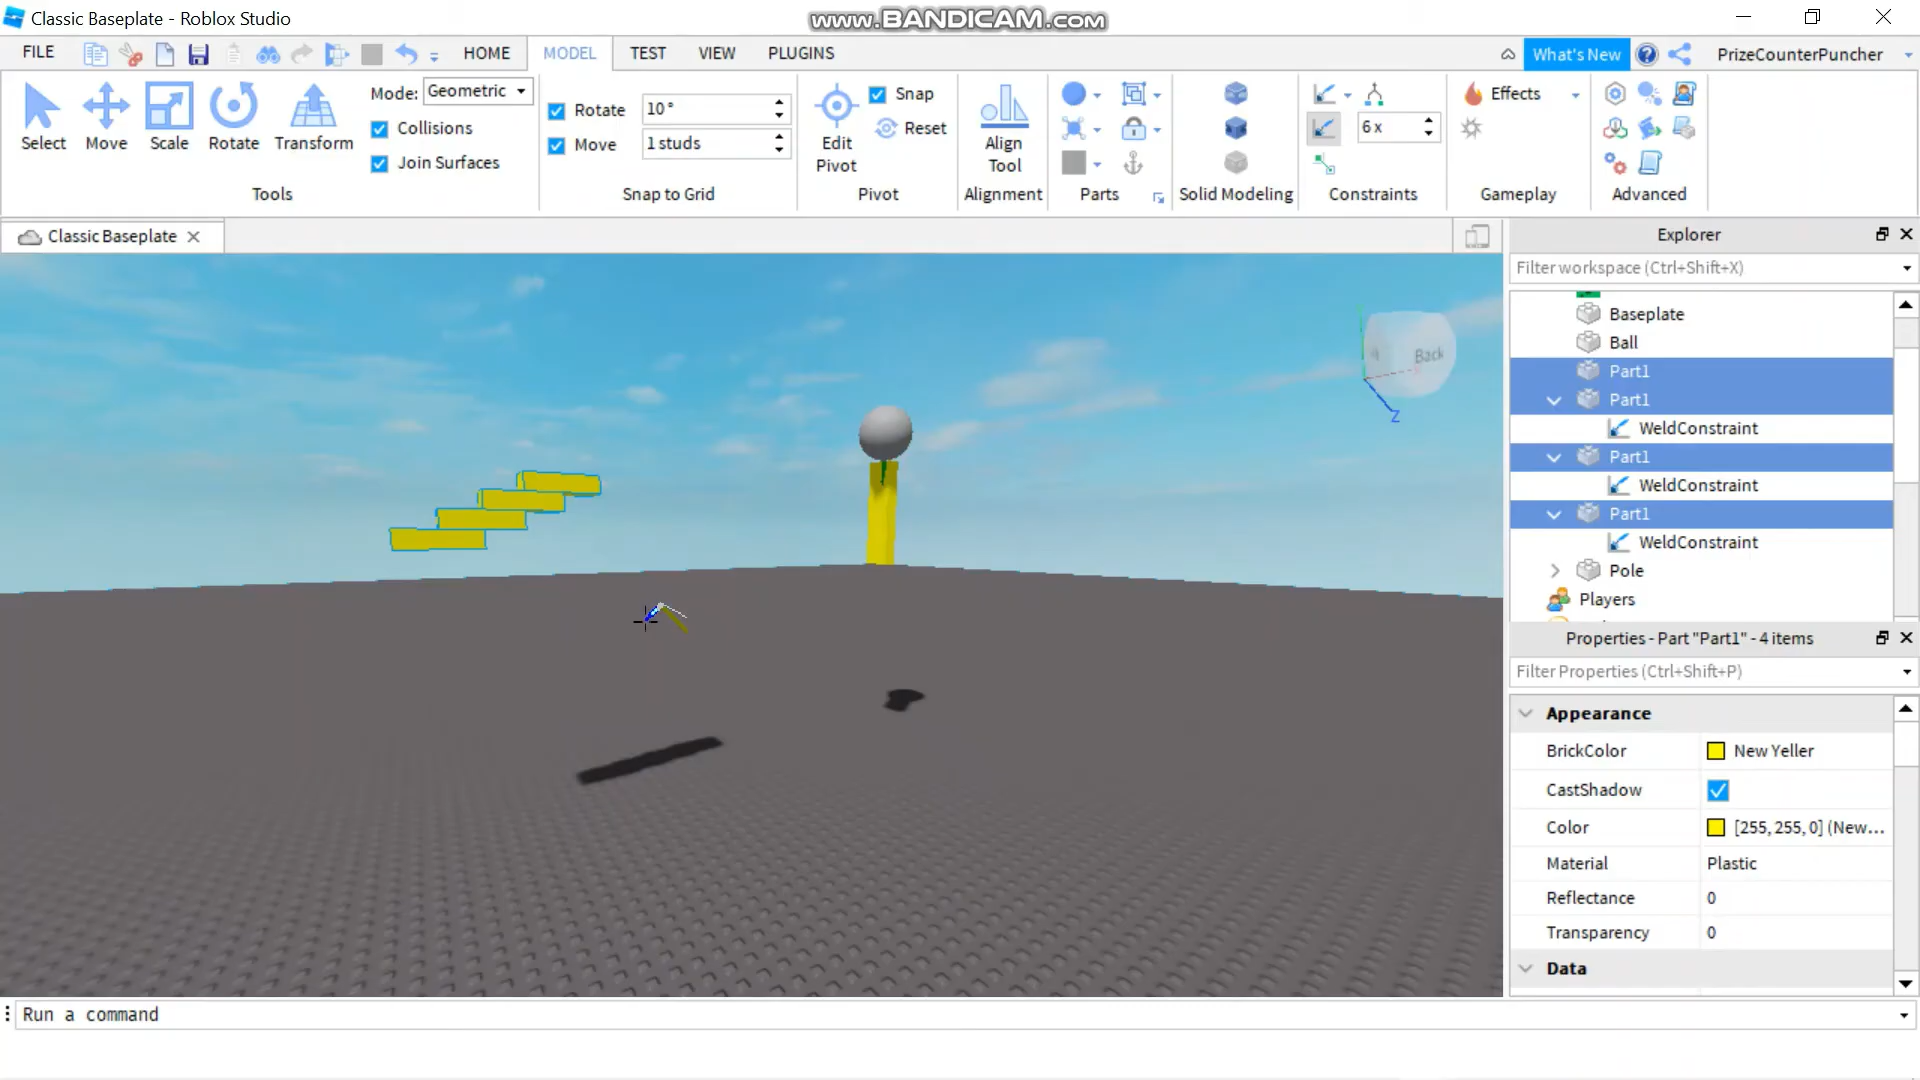 Classic Baseplate - Roblox Studio
www.BANDICAM.com
FILE
HOME
MODEL
TEST
VIEW
PLUGINS
What's New
PrizeCounterPuncher
Select
Move
Scale
Rotate
Transform
Mode: Geometric
Collisions
Join Surfaces
Tools
Rotate 10 °
Move 1 studs
Snap to Grid
Edit Pivot
Snap
Reset
Pivot
Align Tool
Alignment
Parts
Solid Modeling
6 x
Constraints
Effects
Gameplay
Advanced
Classic Baseplate
Back
Z
Explorer
Filter workspace (Ctrl+Shift+X)
Baseplate
Ball
Part1
Part1
WeldConstraint
Part1
WeldConstraint
Part1
WeldConstraint
Pole
Players
Properties - Part "Part1" - 4 items
Filter Properties (Ctrl+Shift+P)
Appearance
BrickColor New Yeller
CastShadow
Color [255, 255, 0] (New...
Material Plastic
Reflectance 0
Transparency 0
Data
Run a command